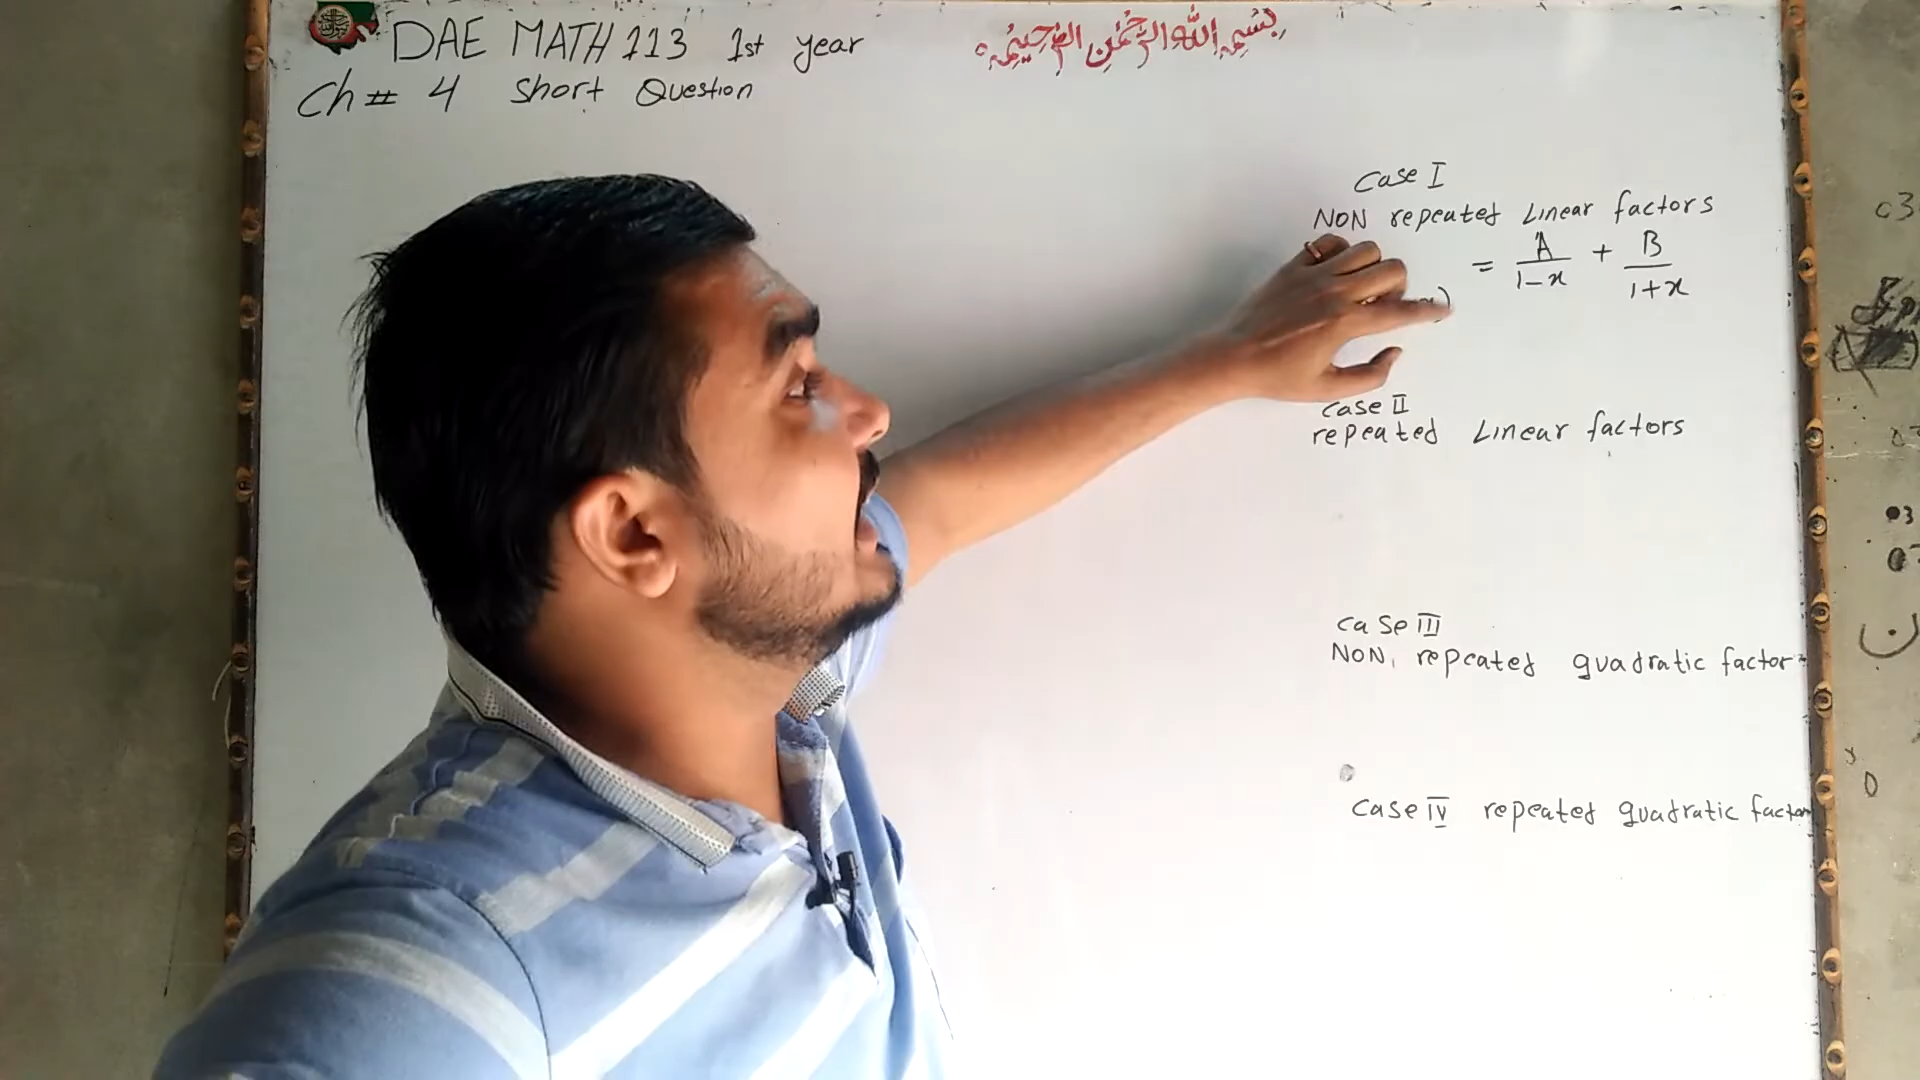 DAE MATH 113 1st year
بِسْمِ اللهِ الرَّحْمٰنِ الرَّحِيْمِ
Ch # 4 short Question
Case I
NON repeated Linear factors
= A/1-x + B/1+x
Case II
repeated Linear factors
Case III
NON, repeated quadratic factor
Case IV repeated quadratic factor